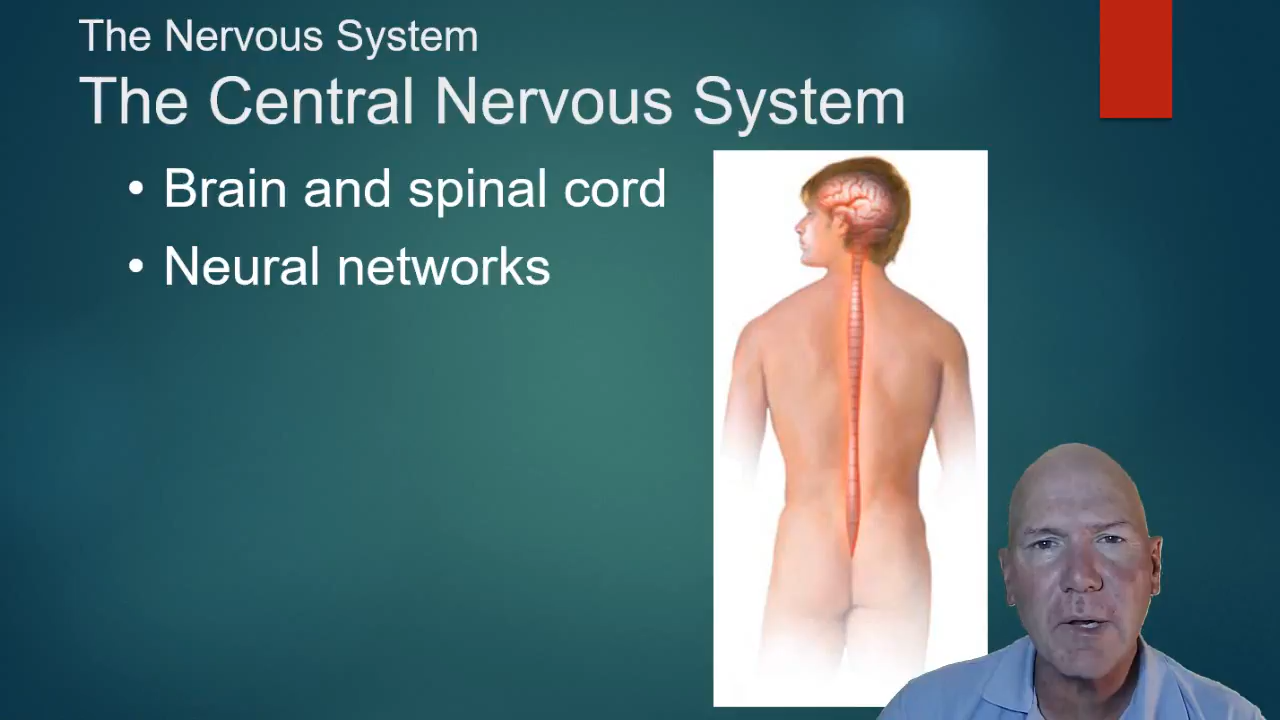 The Nervous System
The Central Nervous System
• Brain and spinal cord
• Neural networks